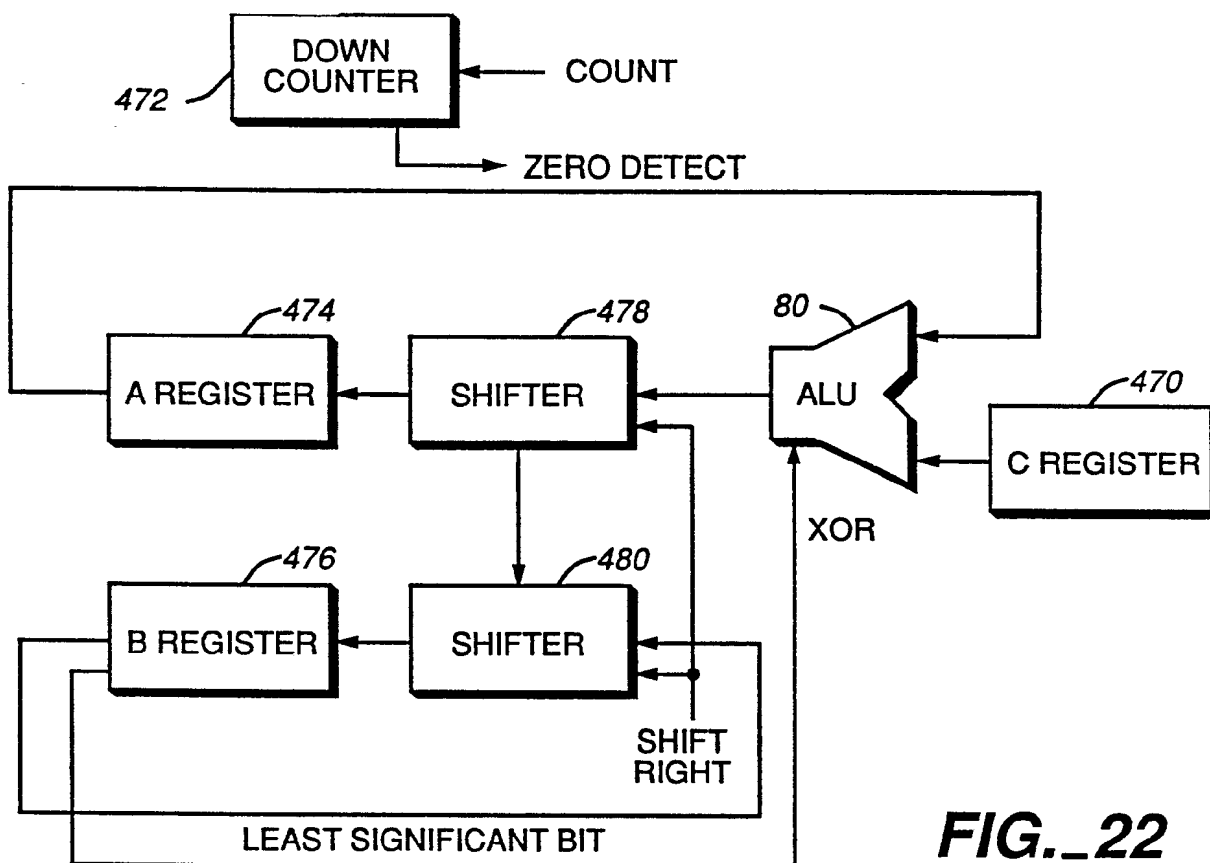 DOWN
COUNTER
COUNT
472
ZERO DETECT
474
478
80
470
A REGISTER
SHIFTER
ALU
C REGISTER
XOR
476
480
B REGISTER
SHIFTER
SHIFT
RIGHT
LEAST SIGNIFICANT BIT
FIG._22